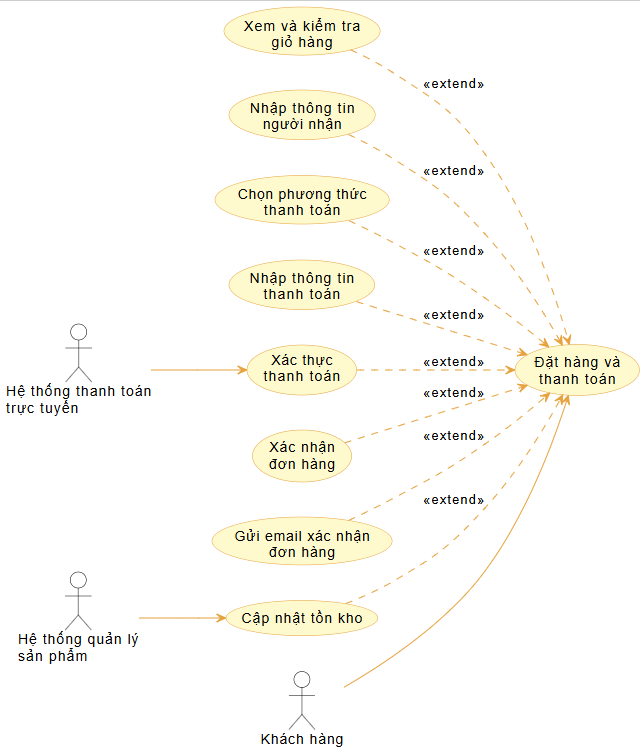 Xem và kiểm tra
giỏ hàng
«extend»
Nhập thông tin
người nhận
«extend»
Chọn phương thức
thanh toán
«extend»
Nhập thông tin
thanh toán
«extend»
Hệ thống thanh toán
trực tuyến
Xác thực
thanh toán
«extend»
Đặt hàng và
thanh toán
Xác nhận
đơn hàng
«extend»
«extend»
Gửi email xác nhận
đơn hàng
«extend»
Hệ thống quản lý
sản phẩm
Cập nhật tồn kho
Khách hàng